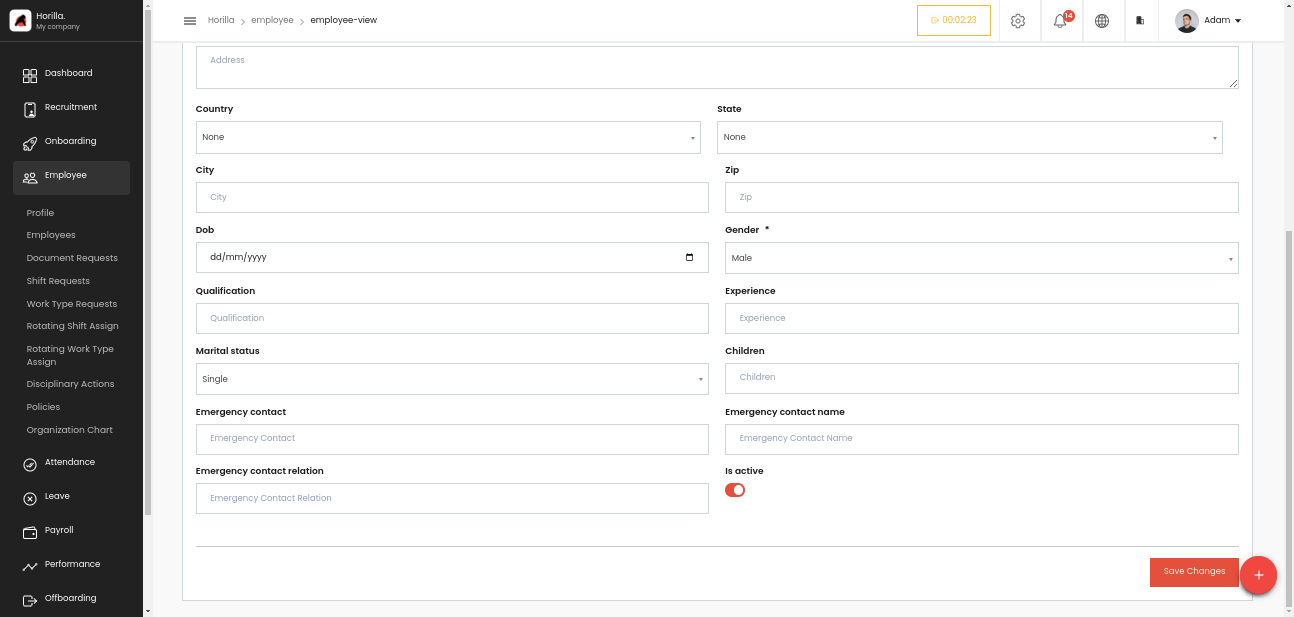 Horilla.
My company
Horilla
employee
employee-view
00:02:23
14
Adam
Dashboard
Recruitment
Onboarding
Employee
Profile
Employees
Document Requests
Shift Requests
Work Type Requests
Rotating Shift Assign
Rotating Work Type
Assign
Disciplinary Actions
Policies
Organization Chart
Attendance
Leave
Payroll
Performance
Offboarding
Address
Country
State
None
None
City
Zip
City
Zip
Dob
Gender *
dd/mm/yyyy
Male
Qualification
Experience
Qualification
Experience
Marital status
Children
Single
Children
Emergency contact
Emergency contact name
Emergency Contact
Emergency Contact Name
Emergency contact relation
Is active
Emergency Contact Relation
Save Changes